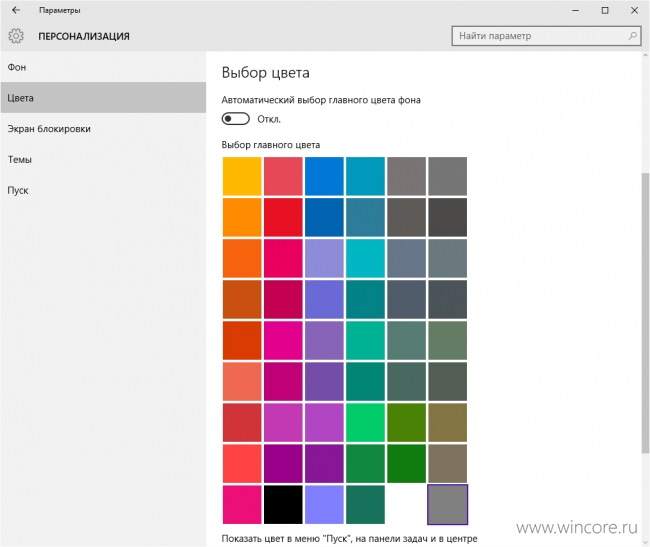 Параметры
ПЕРСОНАЛИЗАЦИЯ
Найти параметр
Фон
Цвета
Экран блокировки
Темы
Пуск
Выбор цвета
Автоматический выбор главного цвета фона
Откл.
Выбор главного цвета
Показать цвет в меню "Пуск", на панели задач и в центре
www.wincore.ru